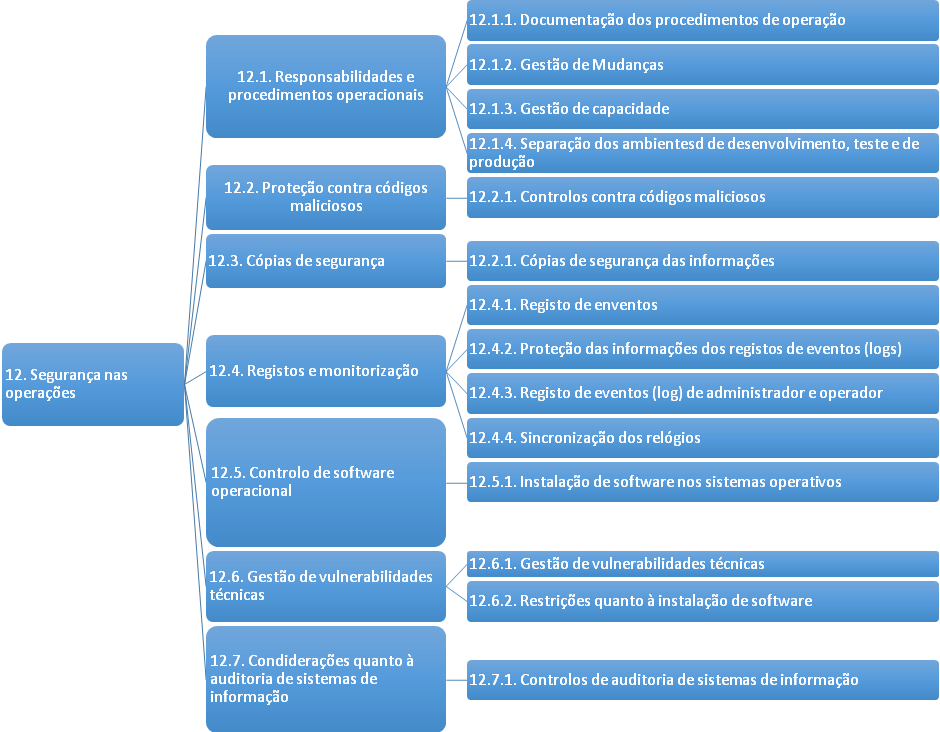 12. Segurança nas
operações
12.1. Responsabilidades e
procedimentos operacionais
12.1.1. Documentação dos procedimentos de operação
12.1.2. Gestão de Mudanças
12.1.3. Gestão de capacidade
12.1.4. Separação dos ambientesd de desenvolvimento, teste e de
produção
12.2. Proteção contra códigos
maliciosos
12.2.1. Controlos contra códigos maliciosos
12.3. Cópias de segurança
12.2.1. Cópias de segurança das informações
12.4. Registos e monitorização
12.4.1. Registo de enventos
12.4.2. Proteção das informações dos registos de eventos (logs)
12.4.3. Registo de eventos (log) de administrador e operador
12.4.4. Sincronização dos relógios
12.5. Controlo de software
operacional
12.5.1. Instalação de software nos sistemas operativos
12.6. Gestão de vulnerabilidades
técnicas
12.6.1. Gestão de vulnerabilidades técnicas
12.6.2. Restrições quanto à instalação de software
12.7. Condiderações quanto à
auditoria de sistemas de
informação
12.7.1. Controlos de auditoria de sistemas de informação